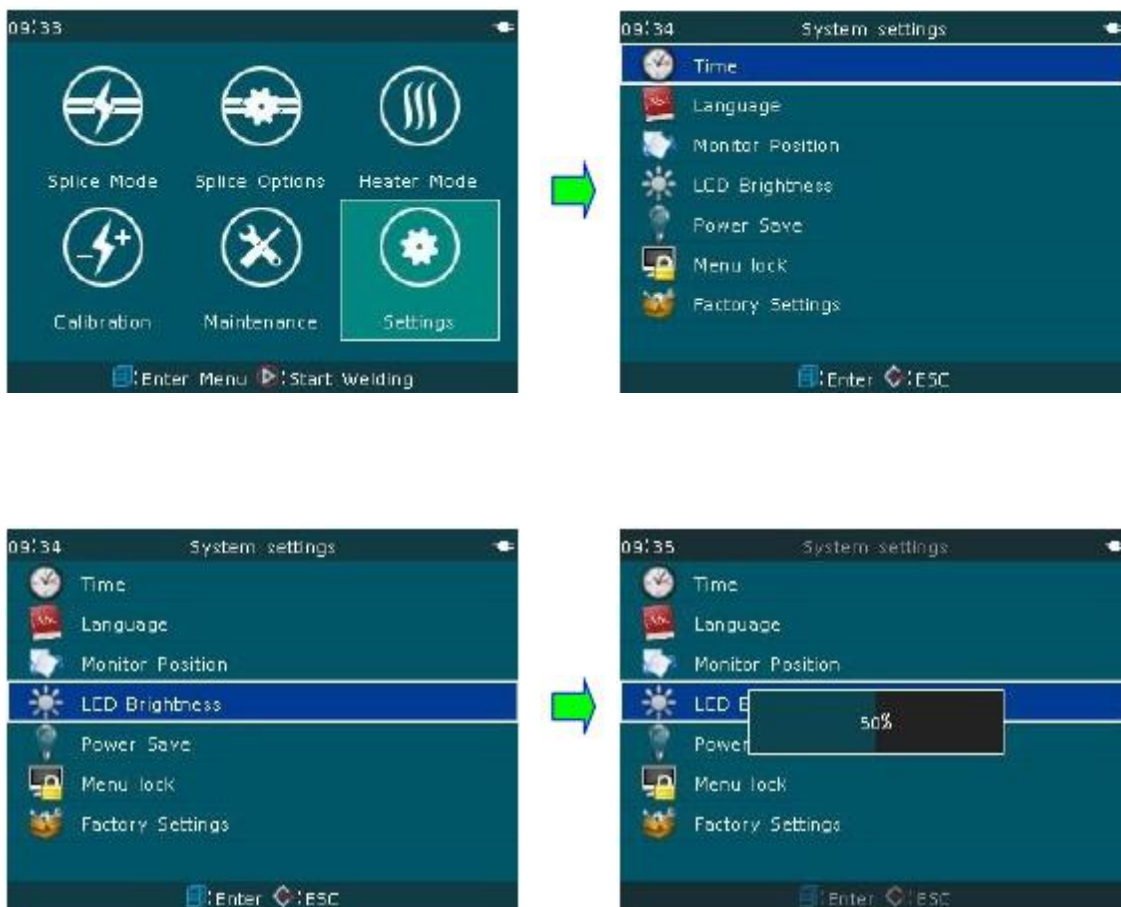 09:33
Splice Mode Splice Options Heater Mode
Calibration Maintenance Settings
:Enter Menu :Start Welding
09:34 System settings
Time
Language
Monitor Position
LCD Brightness
Power Save
Menu lock
Factory Settings
:Enter :ESC
09:34 System settings
Time
Language
Monitor Position
LCD Brightness
Power Save
Menu lock
Factory Settings
:Enter :ESC
09:35 System settings
Time
Language
Monitor Position
LCD B
50%
Power
Menu lock
Factory Settings
:Enter :ESC